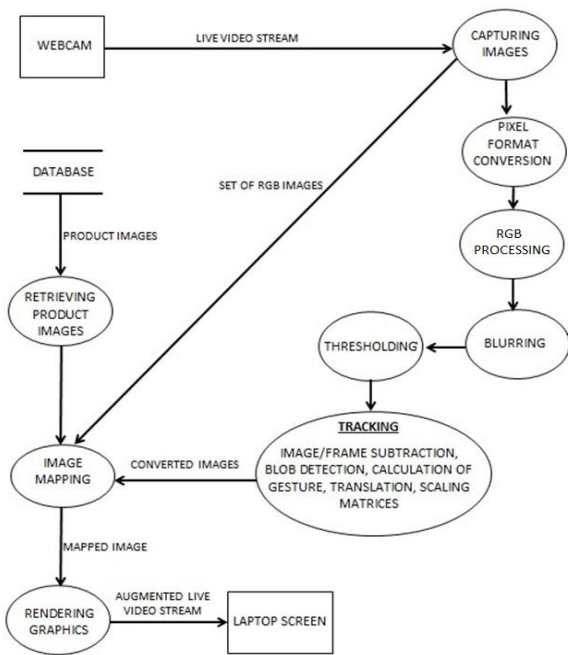 WEBCAM
LIVE VIDEO STREAM
CAPTURING
IMAGES
PIXEL
FORMAT
CONVERSION
DATABASE
SET OF RGB IMAGES
PRODUCT IMAGES
RGB
PROCESSING
RETRIEVING
PRODUCT
IMAGES
THRESHOLDING
BLURRING
TRACKING
IMAGE/FRAME SUBTRACTION,
BLOB DETECTION, CALCULATION OF
GESTURE, TRANSLATION, SCALING
MATRICES
IMAGE
MAPPING
CONVERTED IMAGES
MAPPED IMAGE
RENDERING
GRAPHICS
AUGMENTED LIVE
VIDEO STREAM
LAPTOP SCREEN